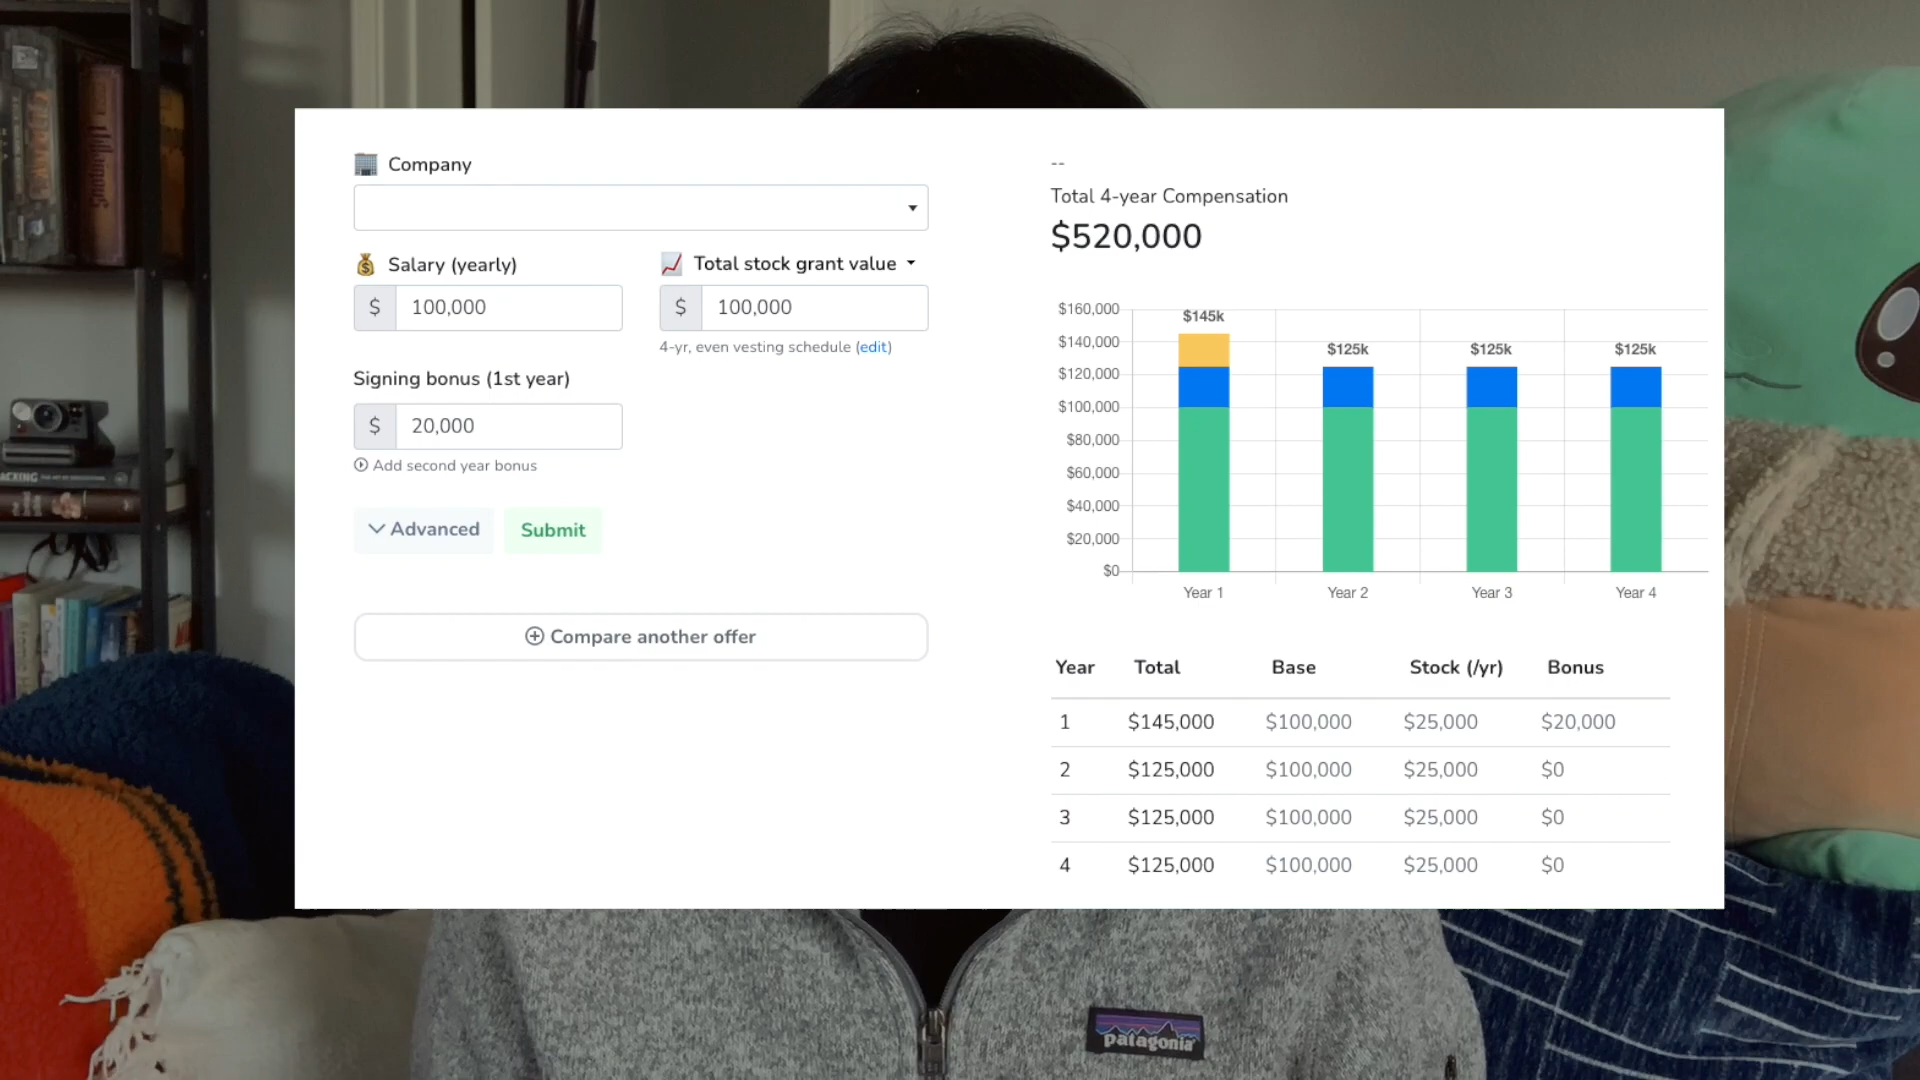 Company
Salary (yearly)
Total stock grant value
$ 100,000
$ 100,000
4-yr, even vesting schedule (edit)
Signing bonus (1st year)
$ 20,000
Add second year bonus
Advanced
Submit
Compare another offer
--
Total 4-year Compensation
$520,000
$160,000
$140,000
$120,000
$100,000
$80,000
$60,000
$40,000
$20,000
$0
$145k
$125k
$125k
$125k
Year 1
Year 2
Year 3
Year 4
Year Total Base Stock (/yr) Bonus
1 $145,000 $100,000 $25,000 $20,000
2 $125,000 $100,000 $25,000 $0
3 $125,000 $100,000 $25,000 $0
4 $125,000 $100,000 $25,000 $0
patagonia